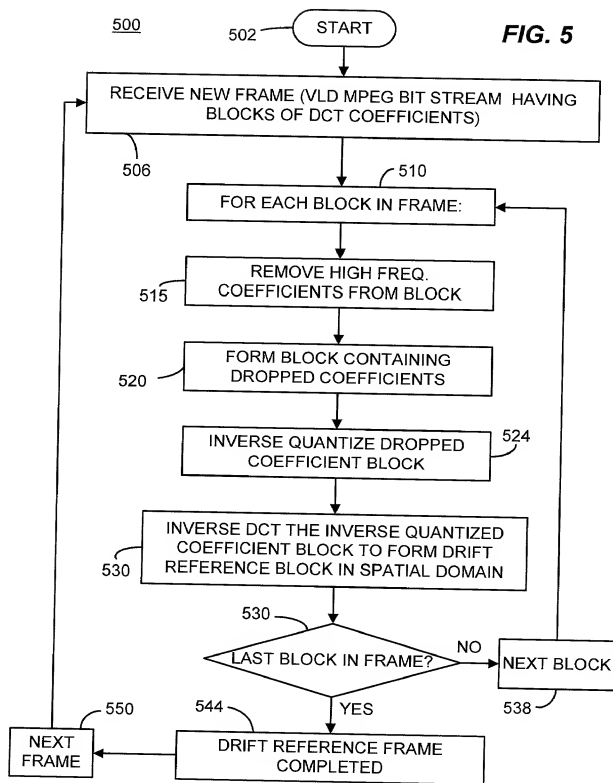 500
502
START
FIG. 5
RECEIVE NEW FRAME (VLD MPEG BIT STREAM HAVING
BLOCKS OF DCT COEFFICIENTS)
506
510
FOR EACH BLOCK IN FRAME:
REMOVE HIGH FREQ.
COEFFICIENTS FROM BLOCK
515
FORM BLOCK CONTAINING
DROPPED COEFFICIENTS
520
INVERSE QUANTIZE DROPPED
COEFFICIENT BLOCK
524
INVERSE DCT THE INVERSE QUANTIZED
COEFFICIENT BLOCK TO FORM DRIFT
REFERENCE BLOCK IN SPATIAL DOMAIN
530
530
LAST BLOCK IN FRAME?
NO
NEXT BLOCK
538
YES
544
550
NEXT
FRAME
DRIFT REFERENCE FRAME
COMPLETED